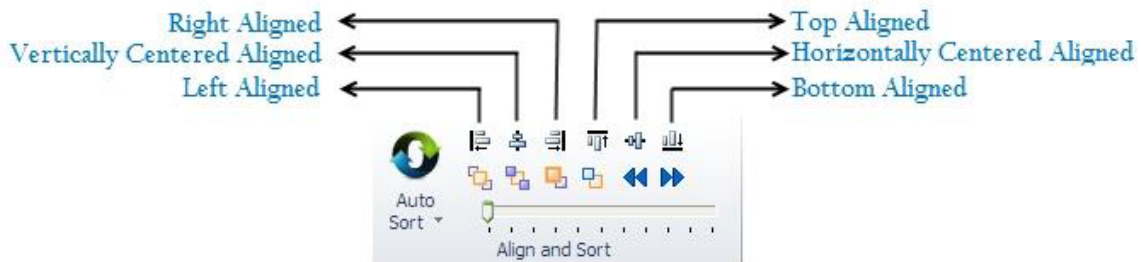 Right Aligned
Top Aligned
Vertically Centered Aligned
Horizontally Centered Aligned
Left Aligned
Bottom Aligned
Auto
Sort
Align and Sort